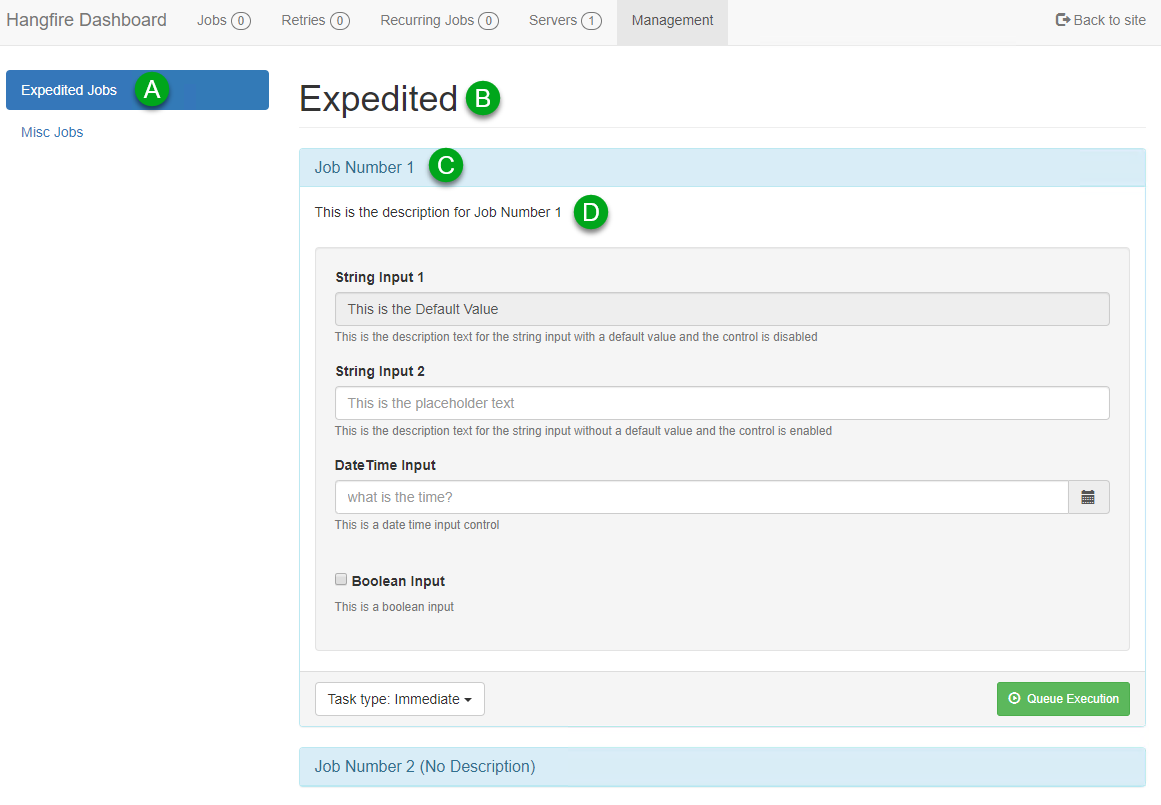 Hangfire Dashboard Jobs 0 Retries 0 Recurring Jobs 0 Servers 1 Management Back to site
Expedited Jobs A
Misc Jobs
Expedited B
Job Number 1 C
This is the description for Job Number 1 D
String Input 1
This is the Default Value
This is the description text for the string input with a default value and the control is disabled
String Input 2
This is the placeholder text
This is the description text for the string input without a default value and the control is enabled
DateTime Input
what is the time?
This is a date time input control
Boolean Input
This is a boolean input
Task type: Immediate Queue Execution
Job Number 2 (No Description)